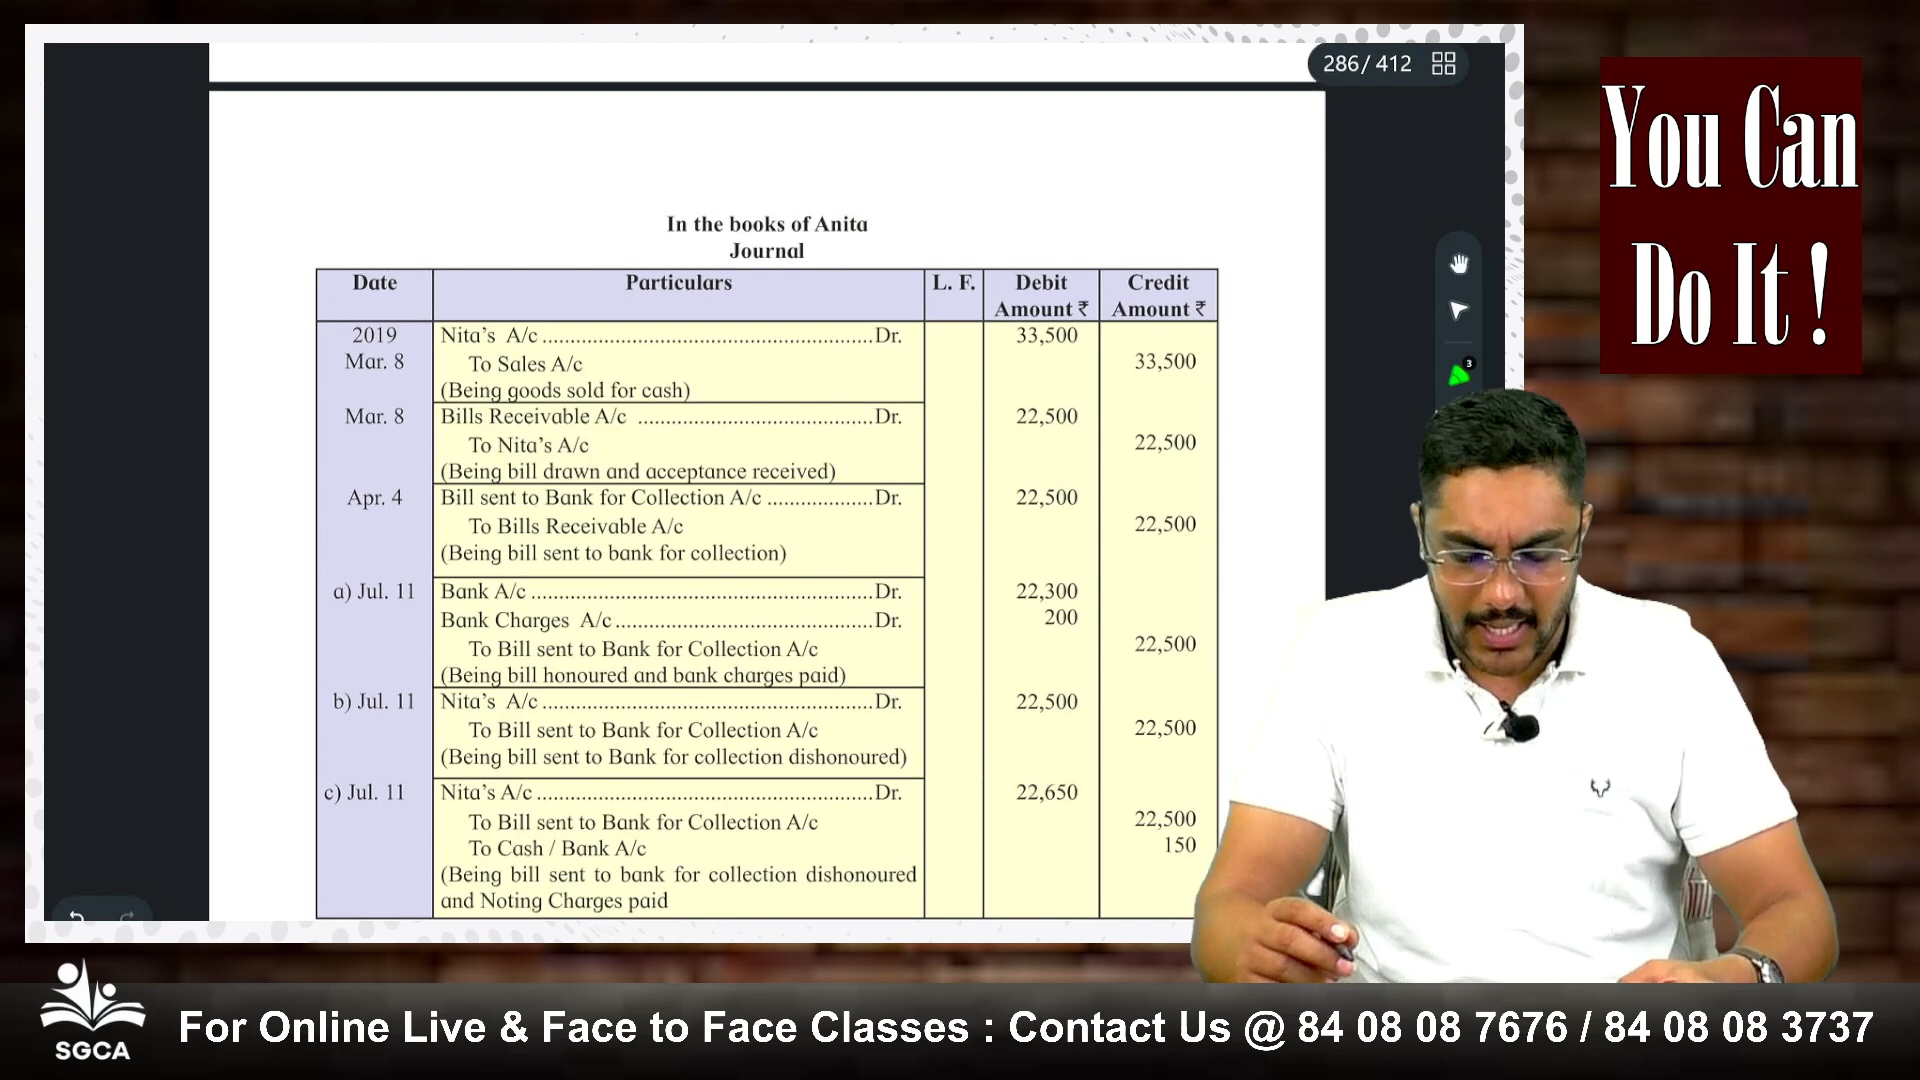 286/ 412
You Can
Do It !
In the books of Anita
Journal
Date Particulars L. F. Debit Amount ₹ Credit Amount ₹
2019 Nita's A/c ............................................................Dr. 33,500
Mar. 8 To Sales A/c 33,500
(Being goods sold for cash)
Mar. 8 Bills Receivable A/c ..........................................Dr. 22,500
To Nita's A/c 22,500
(Being bill drawn and acceptance received)
Apr. 4 Bill sent to Bank for Collection A/c ...................Dr. 22,500
To Bills Receivable A/c 22,500
(Being bill sent to bank for collection)
a) Jul. 11 Bank A/c ..............................................................Dr. 22,300
Bank Charges A/c ...............................................Dr. 200
To Bill sent to Bank for Collection A/c 22,500
(Being bill honoured and bank charges paid)
b) Jul. 11 Nita's A/c ............................................................Dr. 22,500
To Bill sent to Bank for Collection A/c 22,500
(Being bill sent to Bank for collection dishonoured)
c) Jul. 11 Nita's A/c .............................................................Dr. 22,650
To Bill sent to Bank for Collection A/c 22,500
To Cash / Bank A/c 150
(Being bill sent to bank for collection dishonoured
and Noting Charges paid
3
SGCA
For Online Live & Face to Face Classes : Contact Us @ 84 08 08 7676 / 84 08 08 3737